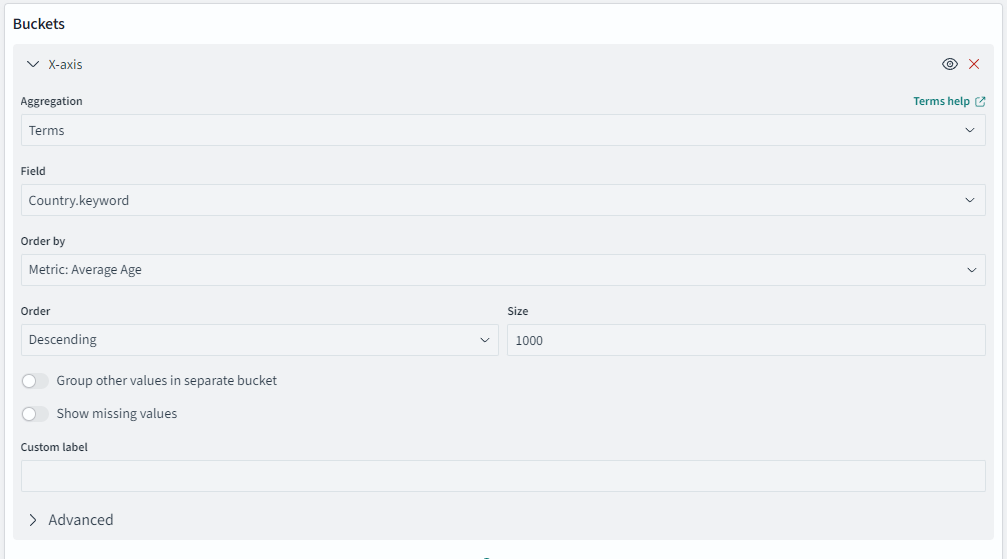 Buckets
X-axis
Aggregation Terms help
Terms
Field
Country.keyword
Order by
Metric: Average Age
Order Size
Descending 1000
Group other values in separate bucket
Show missing values
Custom label
Advanced